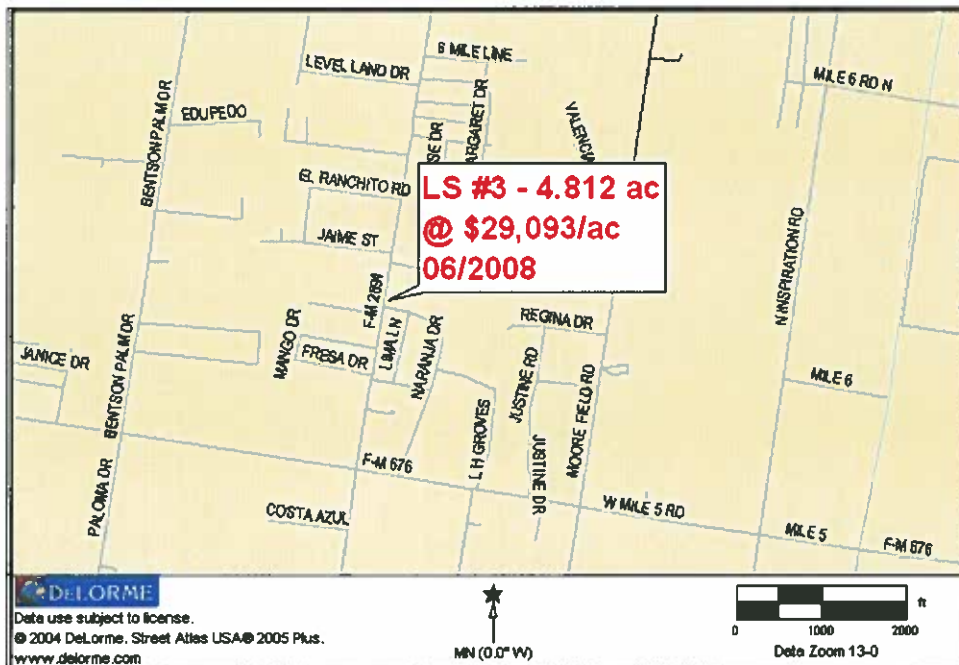 6 MILE LINE
LEVEL LAND DR
MILE 6 RD N
EDUPEDO
BENTSON PALM DR
MARGARET DR
SE DR
VALENCI
EL RANCHITO RD
LS #3 - 4.812 ac
@ $29,093/ac
06/2008
JAIME ST
N INSPIRATION RD
F-M 2894
REGINA DR
MANGO DR
LIMA LN
NARANJA DR
FRESA DR
JANICE DR
BENTSON PALM DR
JUSTINE RD
MOORE FIELD RD
MILE 6
L H GROVES
JUSTINE DR
F-M 676
PALOMA DR
COSTA AZUL
W MILE 5 RD
MILE 5
F-M 676
DELORME
Data use subject to license.
© 2004 DeLorme. Street Atlas USA® 2005 Plus.
www.delorme.com
MN (0.0° W)
ft
0 1000 2000
Data Zoom 13-0